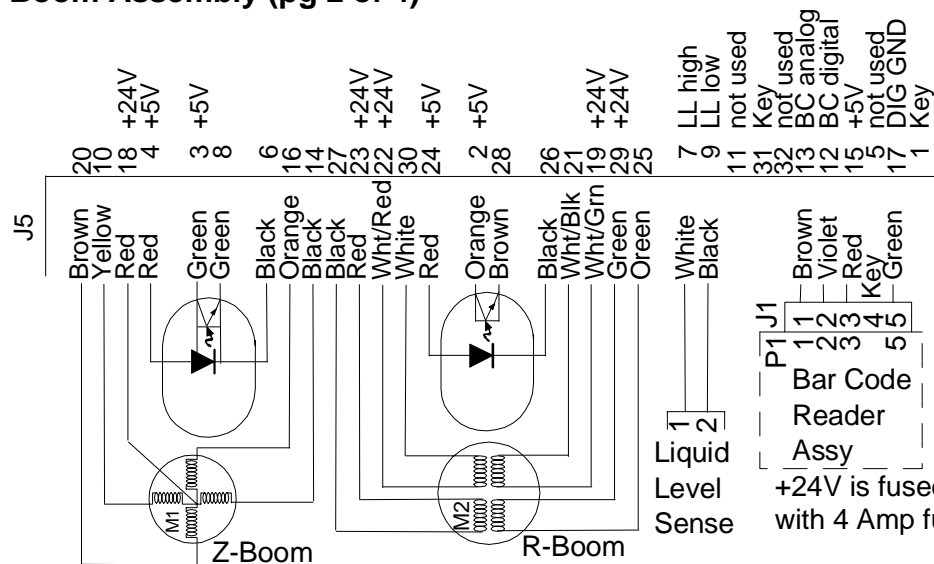 Boom Assembly (pg 2 of 4)
20
10
18 +24V
4 +5V
3 +5V
8
6
16
14
27
23 +24V
22 +24V
30
24 +5V
2 +5V
28
26
21
19 +24V
29 +24V
25
7 LL high
9 LL low
11 not used
31 Key
32 not used
13 BC analog
12 BC digital
15 +5V
5 not used
17 DIG GND
1 Key
J5
Brown
Yellow
Red
Red
Green
Green
Black
Orange
Black
Black
Red
Wht/Red
White
Red
Orange
Brown
Black
Wht/Blk
Wht/Grn
Green
Oreen
White
Black
Brown
Violet
Red
Key
Green
J1
1
2
3
4
5
P1
1
2
3
5
Bar Code
Reader
Assy
1
2
Liquid
Level
Sense
+24V is fused
with 4 Amp
M1
Z-Boom
M2
R-Boom